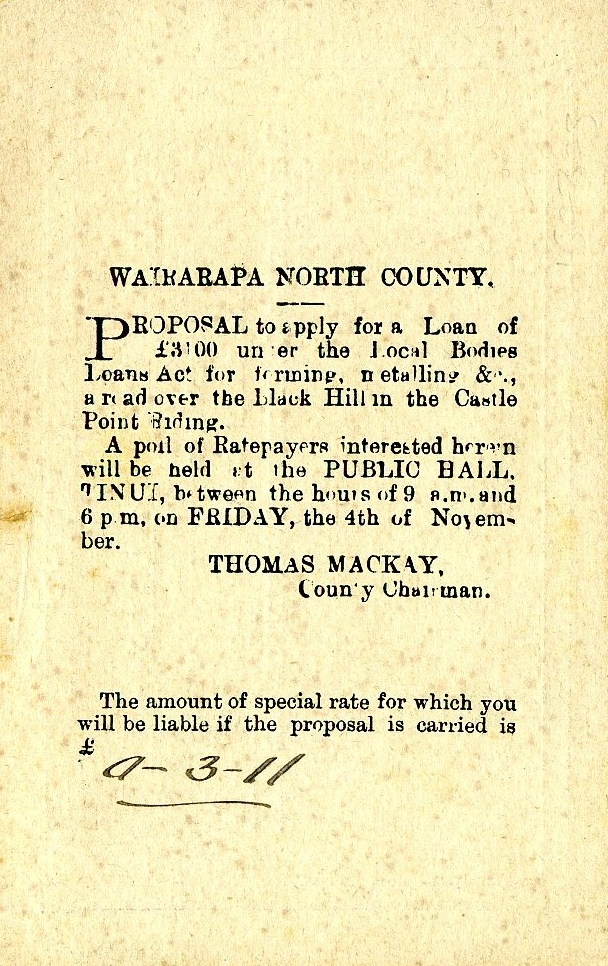 WAIRARAPA NORTH COUNTY.
PROPOSAL to apply for a Loan of
£3100 under the Local Bodies
Loans Act for forming, metalling &c.,
a road over the black Hill in the Castle
Point Riding.
A poll of Ratepayers interested herein
will be held at the PUBLIC HALL,
TINUI, between the hours of 9 a.m. and
6 p.m, on FRIDAY, the 4th of Novem-
ber.
THOMAS MACKAY,
County Chairman.
The amount of special rate for which you
will be liable if the proposal is carried is
£
0-3-11